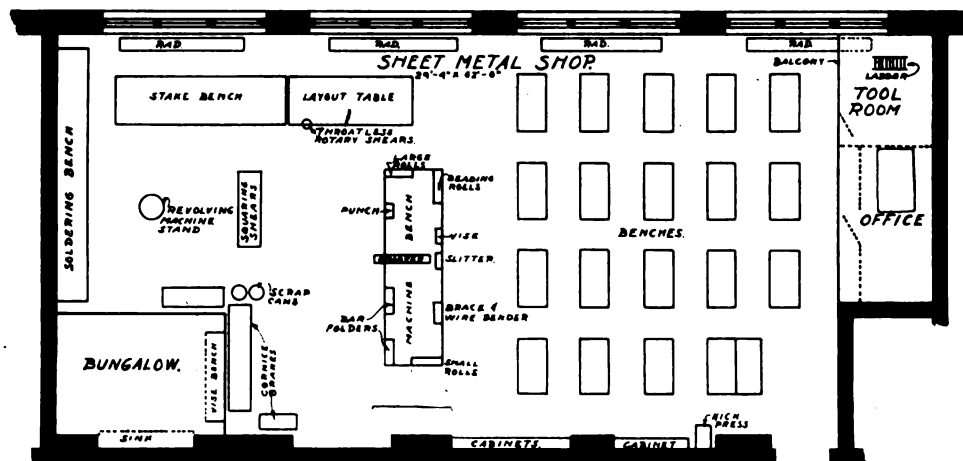 RAD.
RAD.
RAD.
RAD.
SHEET METAL SHOP.
BALCONY
LADDER
TOOL
ROOM
STAKE BENCH
LAYOUT TABLE
THROATLESS
ROTARY SHEARS.
LARGE
ROLLS
BEADING
ROLLS
SOLDERING BENCH
SQUARING
SHEARS
REVOLVING
MACHINE
STAND
PUNCH
BENCH
VISE
SLITTER.
BENCHES.
OFFICE
SCRAP
CANS
BAR
FOLDERS
MACHINE
BRACE &
WIRE BENDER
BUNGALOW.
VISE BENCH
CORNICE
BRAKES
SMALL
ROLLS
SINK
CABINETS.
CABINET
KICK
PRESS